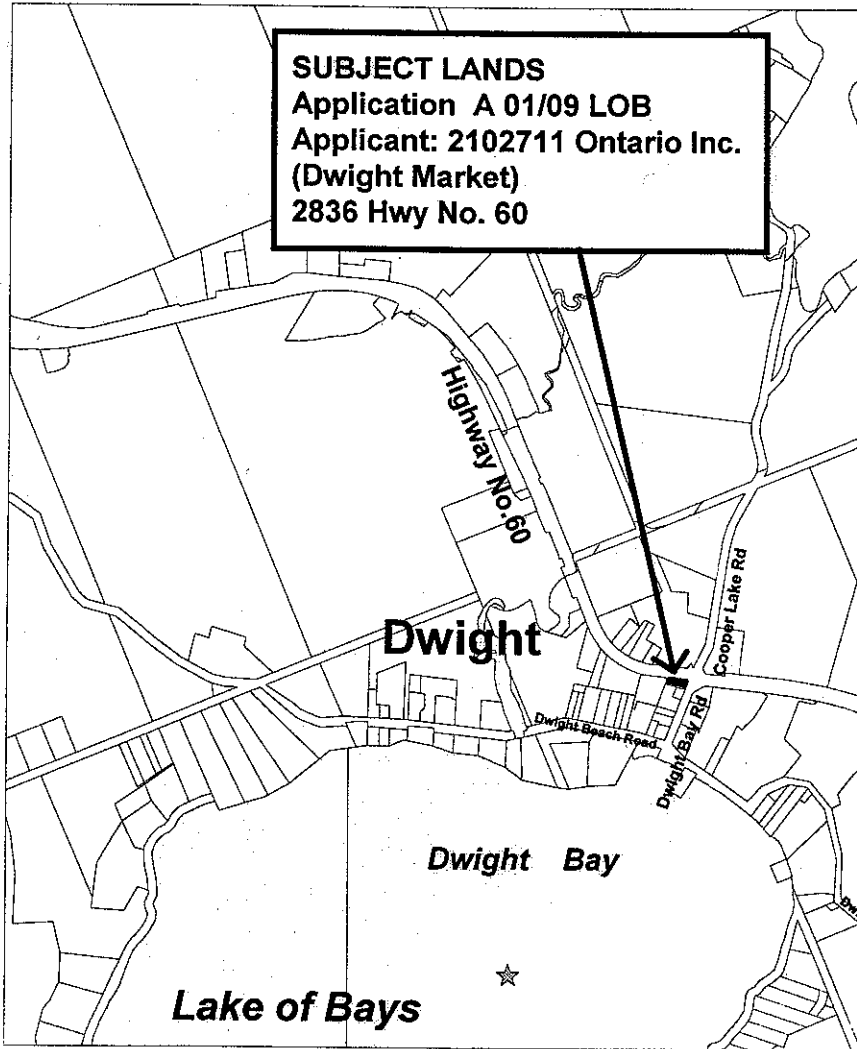 SUBJECT LANDS
Application A 01/09 LOB
Applicant: 2102711 Ontario Inc.
(Dwight Market)
2836 Hwy No. 60
Highway No.60
Cooper Lake Rd
Dwight
Dwight Beach Road
Dwight Bay Rd
Dwight Bay
Lake of Bays